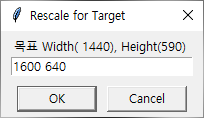 Rescale for Target
목표 Width( 1440), Height(590)
1600 640
OK
Cancel